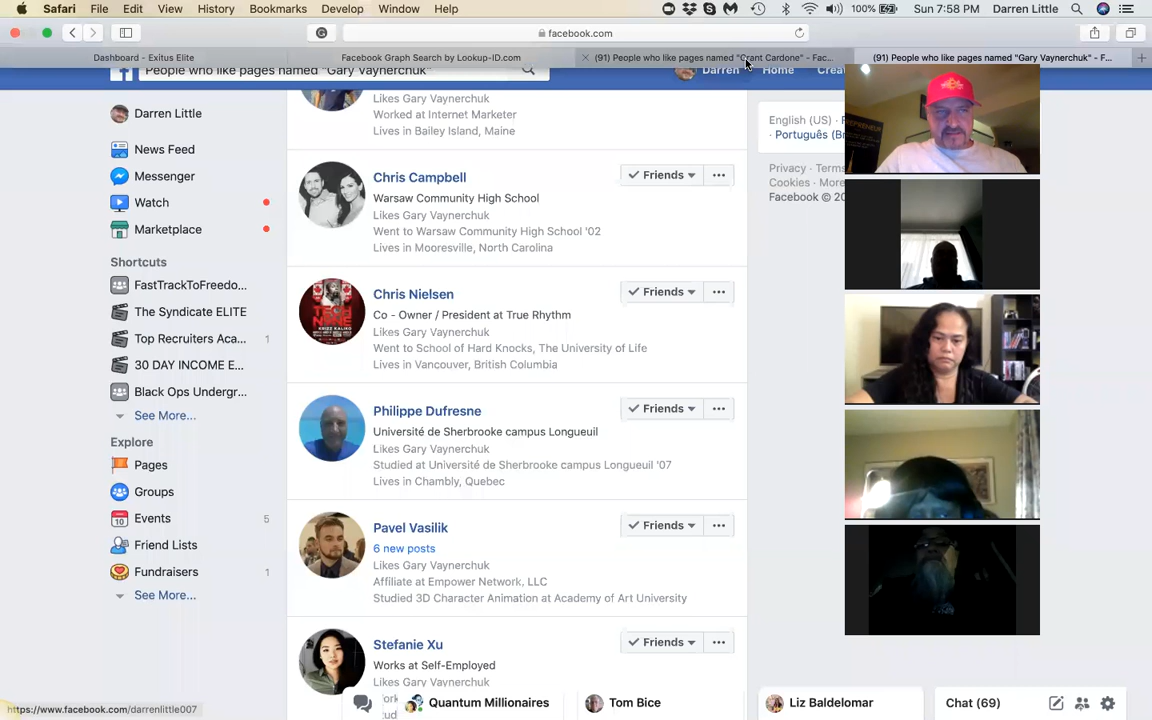 Safari File Edit View History Bookmarks Develop Window Help 100% Sun 7:58 PM Darren Little
facebook.com
Dashboard - Exitus Elite
Facebook Graph Search by Lookup-ID.com
(91) People who like pages named "Grant Cardone" - Fac...
(91) People who like pages named "Gary Vaynerchuk" - F...
People who like pages named "Gary Vaynerchuk"
Darren Home Crea
Darren Little
News Feed
Messenger
Watch
Marketplace
Shortcuts
FastTrackToFreedo...
The Syndicate ELITE
Top Recruiters Aca... 1
30 DAY INCOME E...
Black Ops Undergr...
See More...
Explore
Pages
Groups
Events 5
Friend Lists
Fundraisers 1
See More...
Likes Gary Vaynerchuk
Worked at Internet Marketer
Lives in Bailey Island, Maine
Chris Campbell
Friends
Warsaw Community High School
Likes Gary Vaynerchuk
Went to Warsaw Community High School '02
Lives in Mooresville, North Carolina
Chris Nielsen
Friends
Co - Owner / President at True Rhythm
Likes Gary Vaynerchuk
Went to School of Hard Knocks, The University of Life
Lives in Vancouver, British Columbia
Philippe Dufresne
Friends
Université de Sherbrooke campus Longueuil
Likes Gary Vaynerchuk
Studied at Université de Sherbrooke campus Longueuil '07
Lives in Chambly, Quebec
Pavel Vasilik
Friends
6 new posts
Likes Gary Vaynerchuk
Affiliate at Empower Network, LLC
Studied 3D Character Animation at Academy of Art University
Stefanie Xu
Friends
Works at Self-Employed
Likes Gary Vaynerchuk
English (US)
Português (Br
Privacy · Terms
Cookies · More
Facebook © 20
https://www.facebook.com/darrenlittle007
Quantum Millionaires
Tom Bice
Liz Baldelomar
Chat (69)